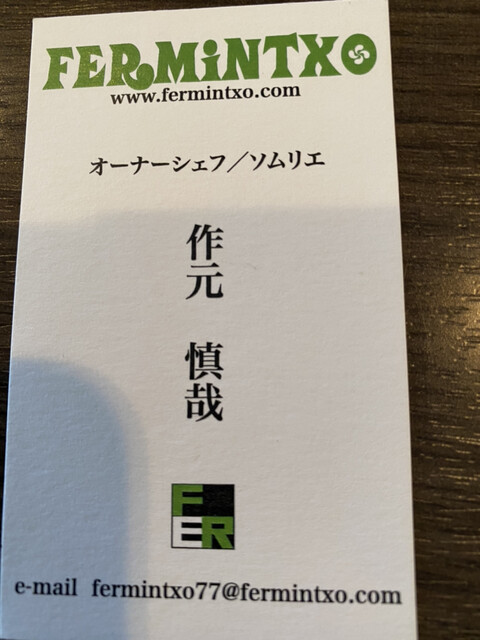 FERMiNTXO
www.fermintxo.com
オーナーシェフ／ソムリエ
作元 慎哉
F
ER
e-mail fermintxo77@fermintxo.com